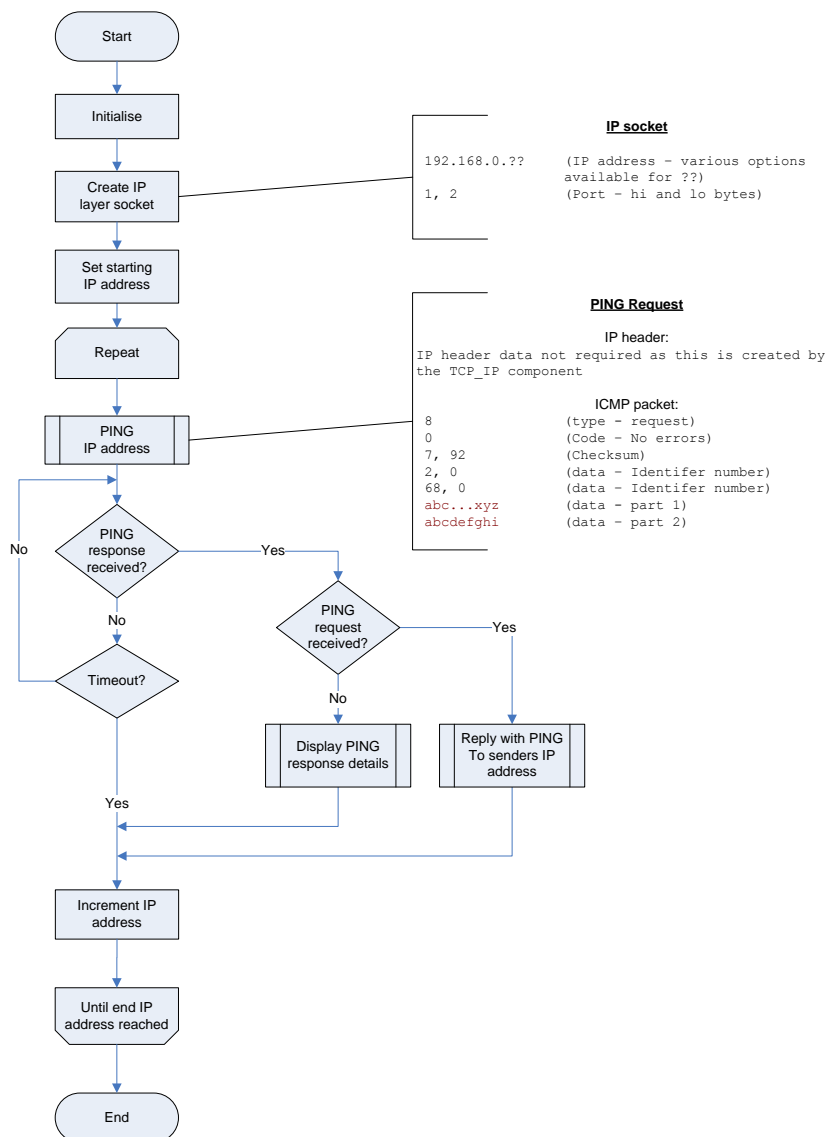 Start
Initialise
Create IP
layer socket
Set starting
IP address
Repeat
PING
IP address
PING
response
received?
No
Yes
No
Timeout?
Yes
PING
request
received?
Yes
No
Display PING
response details
Reply with PING
To senders IP
address
Increment IP
address
Until end IP
address reached
End
IP socket
192.168.0.?? (IP address – various options
available for ??)
1, 2 (Port – hi and lo bytes)
PING Request
IP header:
IP header data not required as this is created by
the TCP_IP component
ICMP packet:
8 (type - request)
0 (Code – No errors)
7, 92 (Checksum)
2, 0 (data – Identifer number)
68, 0 (data – Identifer number)
abc...xyz (data - part 1)
abcdefghi (data – part 2)